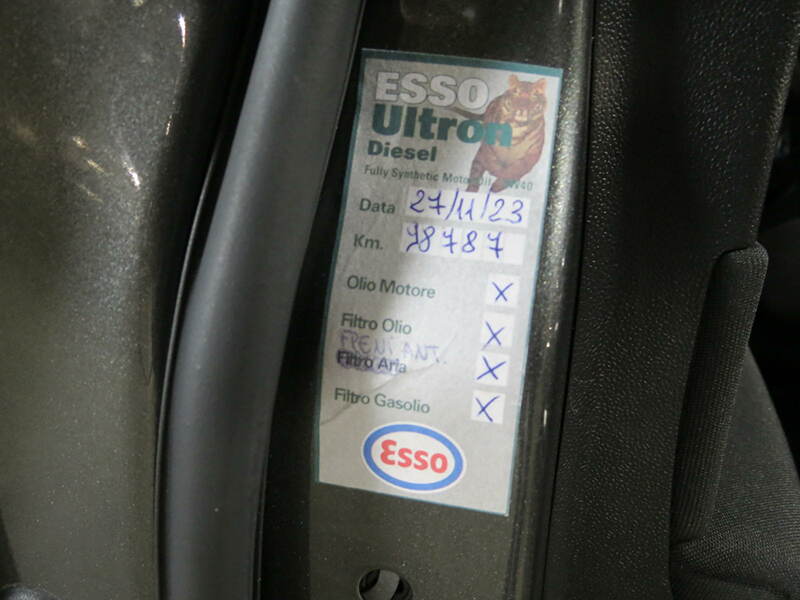 ESSO
Ultron
Diesel
Fully Synthetic Motor Oil
Data 27/11/23
Km. 98787
Olio Motore X
Filtro Olio X
FRENI ANT.
Filtro Aria X
Filtro Gasolio X
Esso